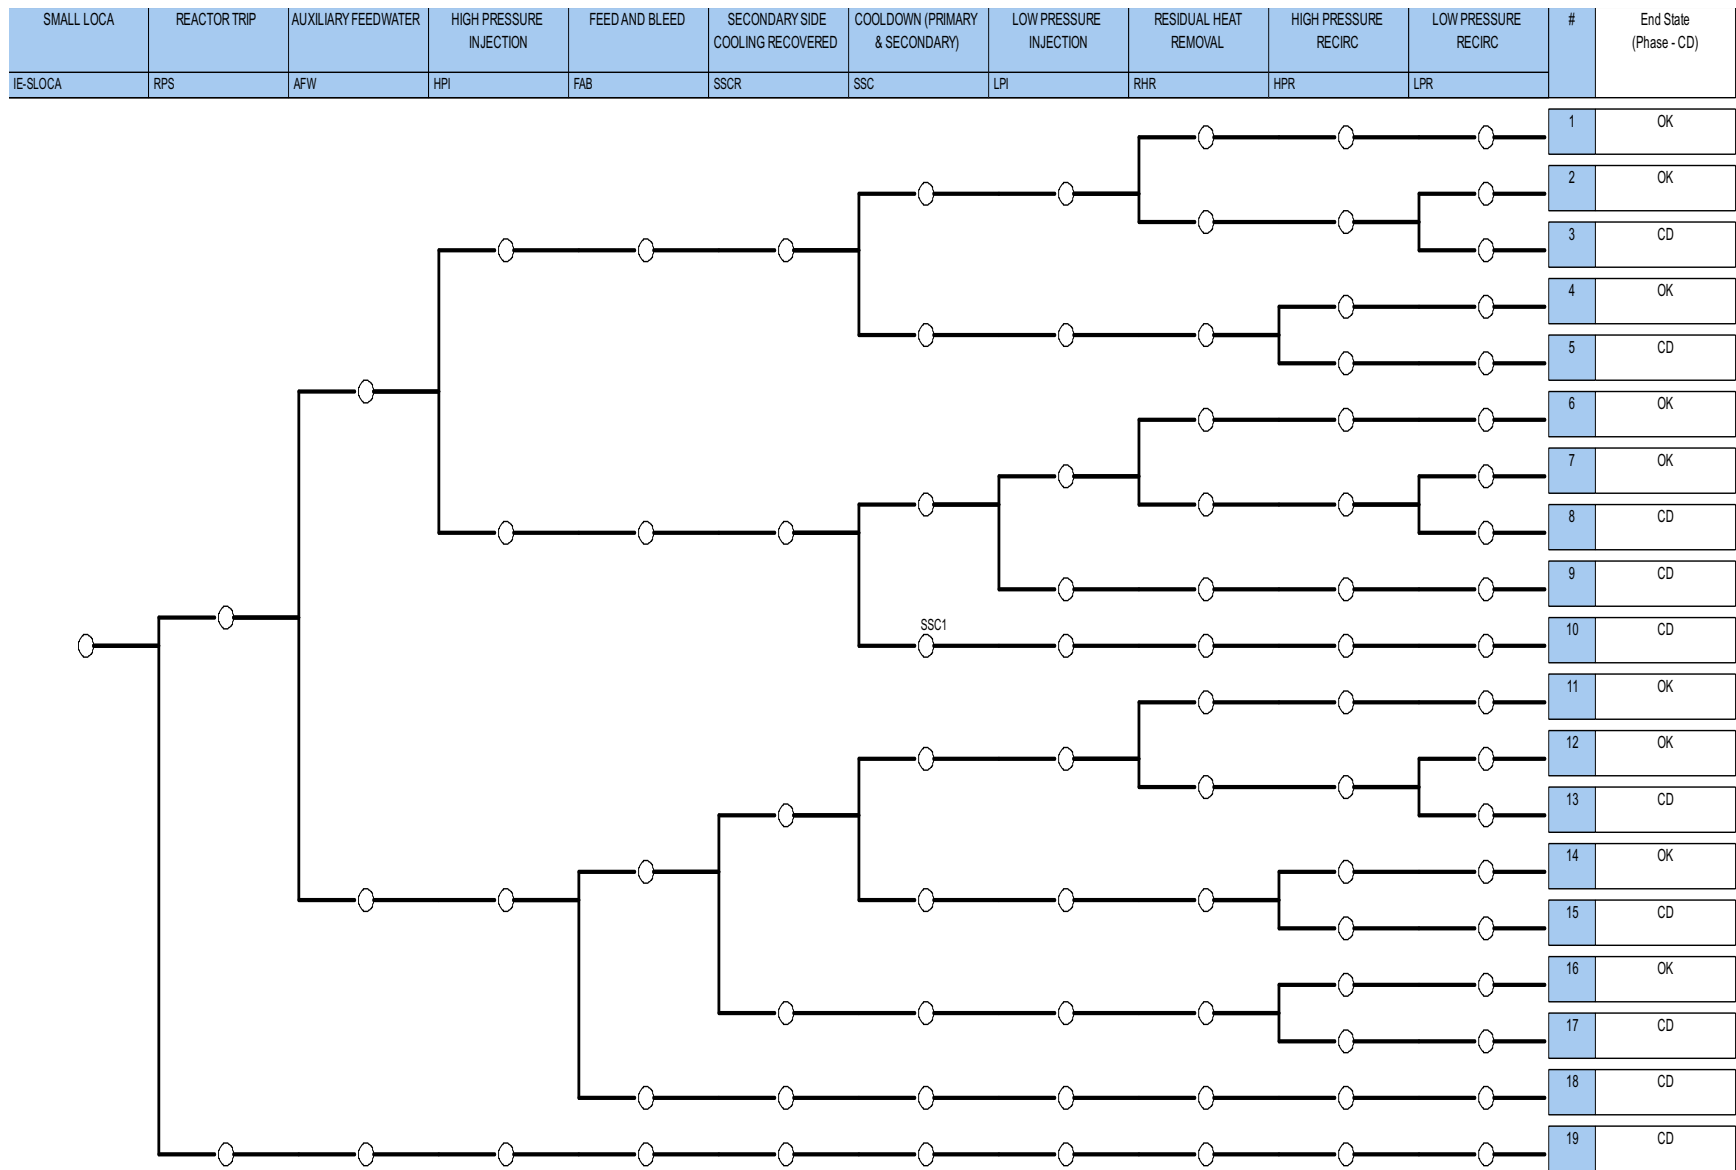 SMALL LOCA
REACTOR TRIP
AUXILIARY FEEDWATER
HIGH PRESSURE
INJECTION
FEED AND BLEED
SECONDARY SIDE
COOLING RECOVERED
COOLDOWN (PRIMARY
& SECONDARY)
LOW PRESSURE
INJECTION
RESIDUAL HEAT
REMOVAL
HIGH PRESSURE
RECIRC
LOW PRESSURE
RECIRC
#
End State
(Phase - CD)
IE-SLOCA
RPS
AFW
HPI
FAB
SSCR
SSC
LPI
RHR
HPR
LPR
1 OK
2 OK
3 CD
4 OK
5 CD
6 OK
7 OK
8 CD
9 CD
SSC1
10 CD
11 OK
12 OK
13 CD
14 OK
15 CD
16 OK
17 CD
18 CD
19 CD